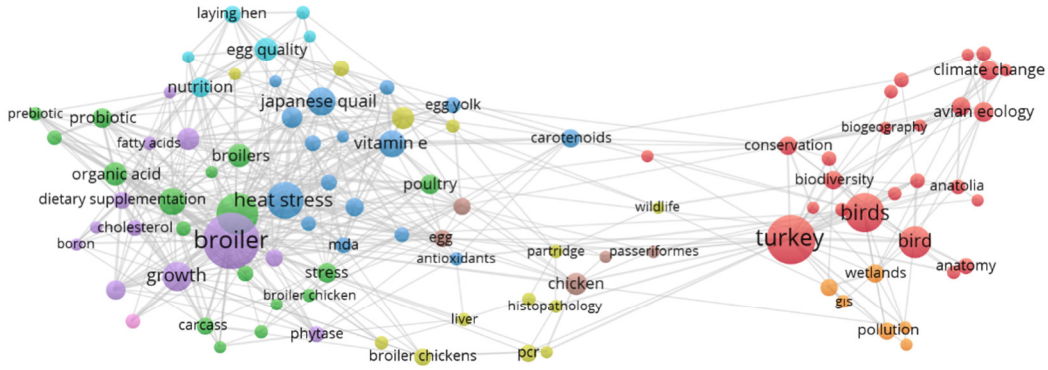 laying hen
egg quality
climate change
nutrition
japanese quail
egg yolk
avian ecology
prebiotic
probiotic
biogeography
carotenoids
fatty acids
vitamin e
conservation
broilers
organic acid
poultry
biodiversity
anatolia
dietary supplementation
heat stress
wildlife
birds
cholesterol
broiler
egg
turkey
bird
boron
mda
antioxidants
partridge
passeriformes
anatomy
growth
stress
chicken
wetlands
broiler chicken
histopathology
gis
carcass
phytase
liver
pollution
broiler chickens
pcr